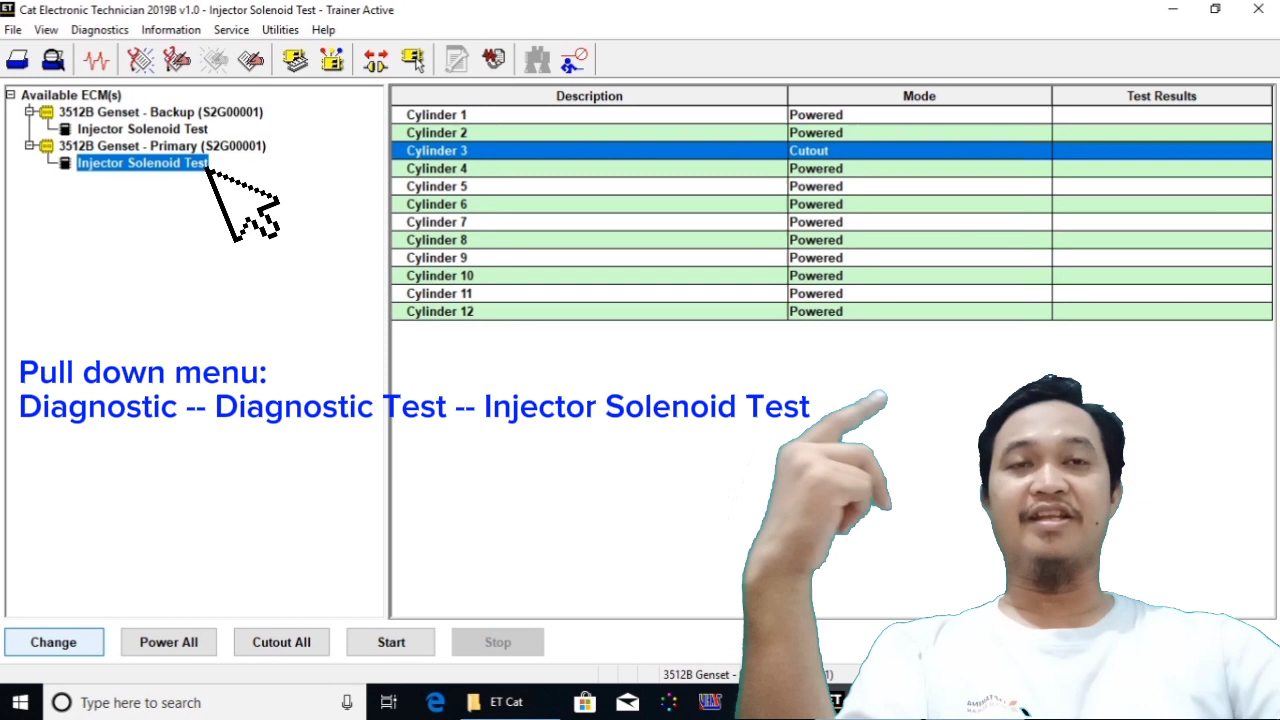 Cat Electronic Technician 2019B v1.0 - Injector Solenoid Test - Trainer Active
File View Diagnostics Information Service Utilities Help
Available ECM(s)
3512B Genset - Backup (S2G00001)
Injector Solenoid Test
3512B Genset - Primary (S2G00001)
Injector Solenoid Test
Description Mode Test Results
Cylinder 1 Powered
Cylinder 2 Powered
Cylinder 3 Cutout
Cylinder 4 Powered
Cylinder 5 Powered
Cylinder 6 Powered
Cylinder 7 Powered
Cylinder 8 Powered
Cylinder 9 Powered
Cylinder 10 Powered
Cylinder 11 Powered
Cylinder 12 Powered
Pull down menu:
Diagnostic -- Diagnostic Test -- Injector Solenoid Test
Change Power All Cutout All Start Stop
3512B Genset -
Type here to search ET Cat ET